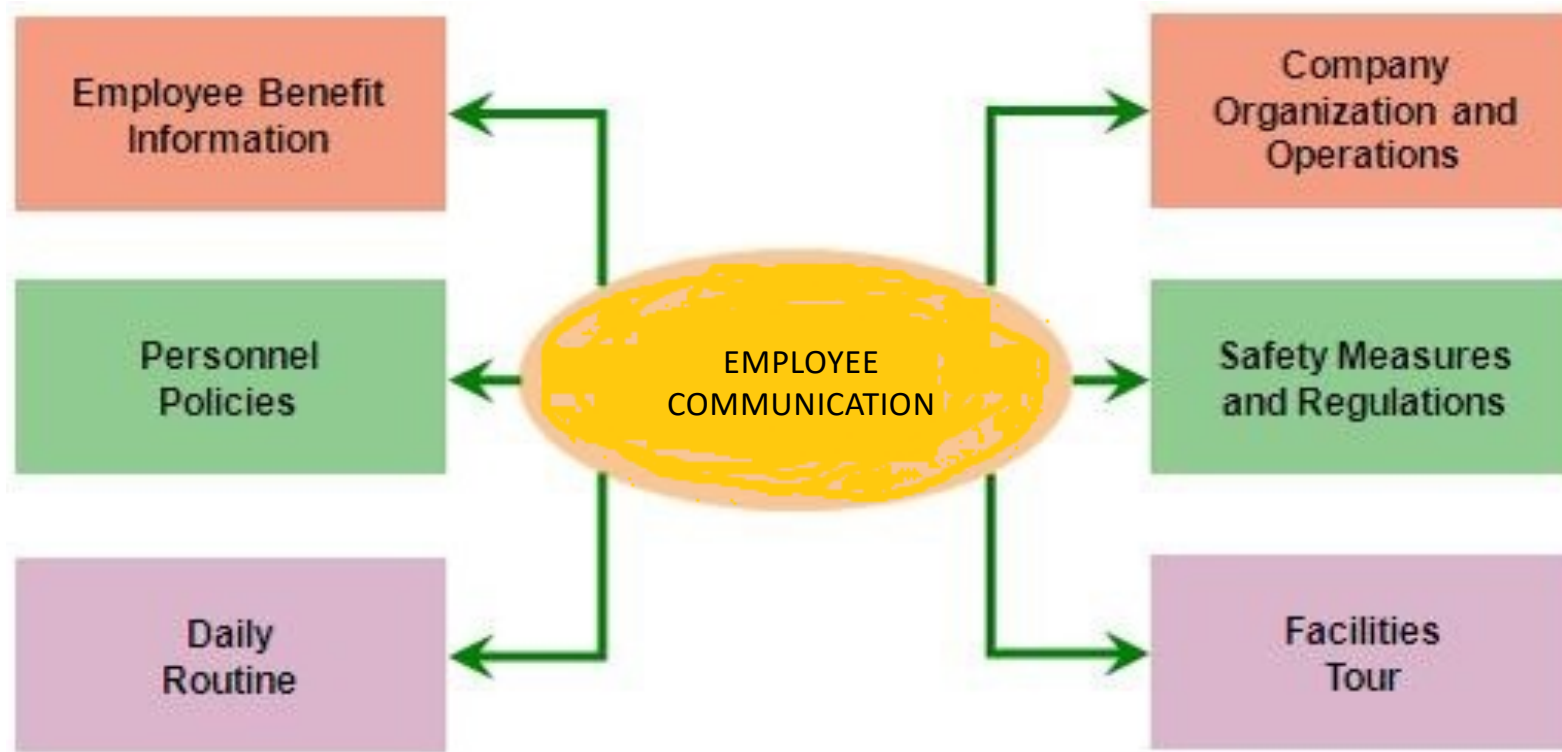 Employee Benefit
Information
Company
Organization and
Operations
Personnel
Policies
EMPLOYEE
COMMUNICATION
Safety Measures
and Regulations
Daily
Routine
Facilities
Tour